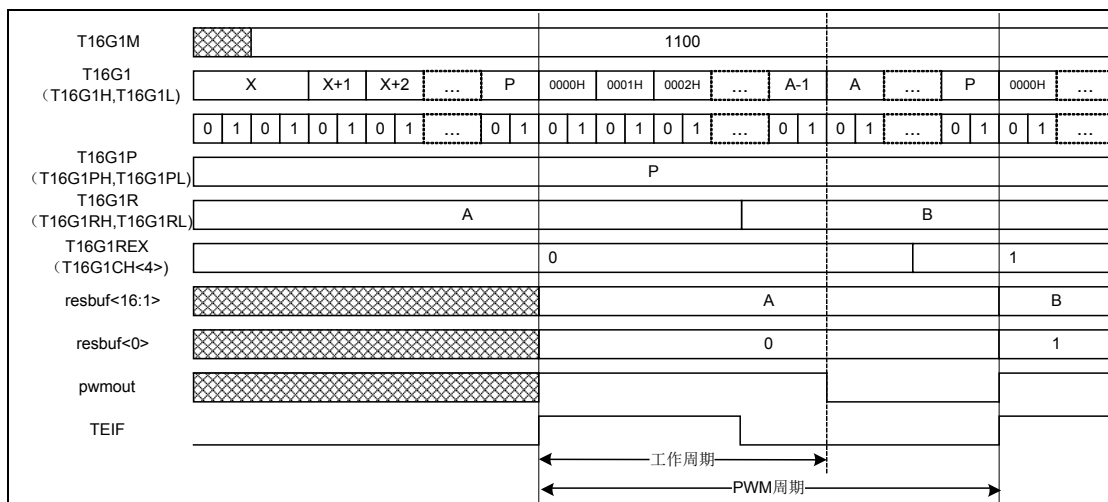 T16G1M 1100
T16G1
（T16G1H,T16G1L） X X+1 X+2 ... P 0000H 0001H 0002H ... A-1 A ... P 0000H ...
0 1 0 1 0 1 0 1 ... 0 1 0 1 0 1 0 1 ... 0 1 0 1 ... 0 1 0 1 ...
T16G1P
（T16G1PH,T16G1PL） P
T16G1R
（T16G1RH,T16G1RL） A B
T16G1REX
（T16G1CH<4>） 0 1
resbuf<16:1> A B
resbuf<0> 0 1
pwmout
TEIF
工作周期
PWM周期